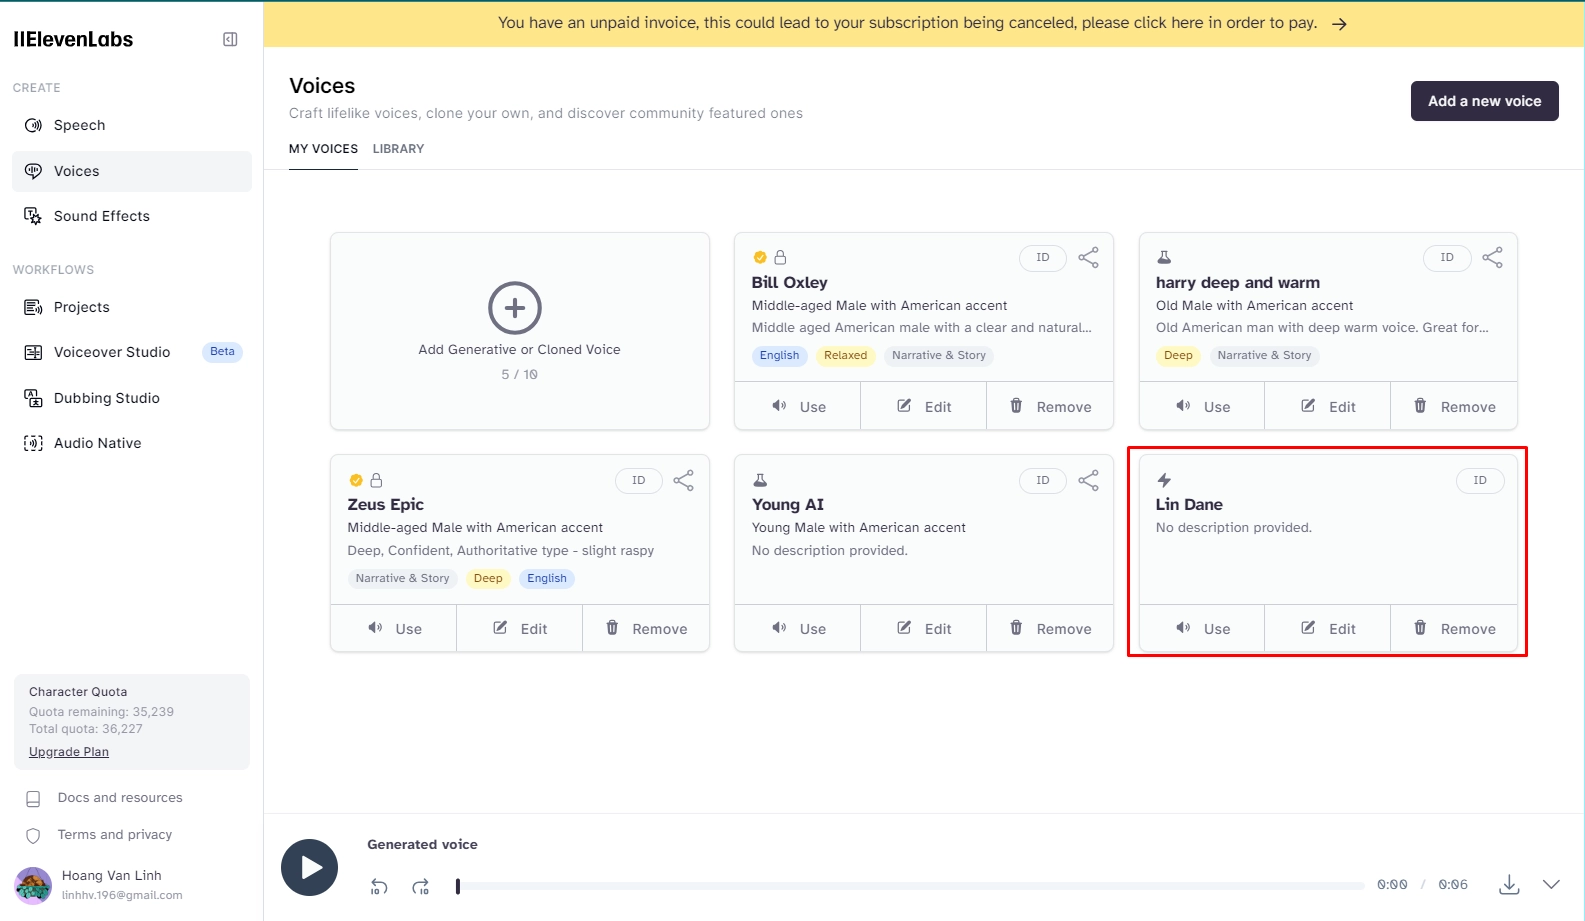 You have an unpaid invoice, this could lead to your subscription being canceled, please click here in order to pay. →
IIElevenLabs
CREATE
Speech
Voices
Sound Effects
WORKFLOWS
Projects
Voiceover Studio Beta
Dubbing Studio
Audio Native
Character Quota
Quota remaining: 35,239
Total quota: 36,227
Upgrade Plan
Docs and resources
Terms and privacy
Hoang Van Linh
linhhv.196@gmail.com
Voices
Craft lifelike voices, clone your own, and discover community featured ones
Add a new voice
MY VOICES LIBRARY
Add Generative or Cloned Voice
5 / 10
ID
Bill Oxley
Middle-aged Male with American accent
Middle aged American male with a clear and natural...
English Relaxed Narrative & Story
Use Edit Remove
ID
harry deep and warm
Old Male with American accent
Old American man with deep warm voice. Great for...
Deep Narrative & Story
Use Edit Remove
ID
Zeus Epic
Middle-aged Male with American accent
Deep, Confident, Authoritative type - slight raspy
Narrative & Story Deep English
Use Edit Remove
ID
Young AI
Young Male with American accent
No description provided.
Use Edit Remove
ID
Lin Dane
No description provided.
Use Edit Remove
Generated voice
10 10
0:00 / 0:06